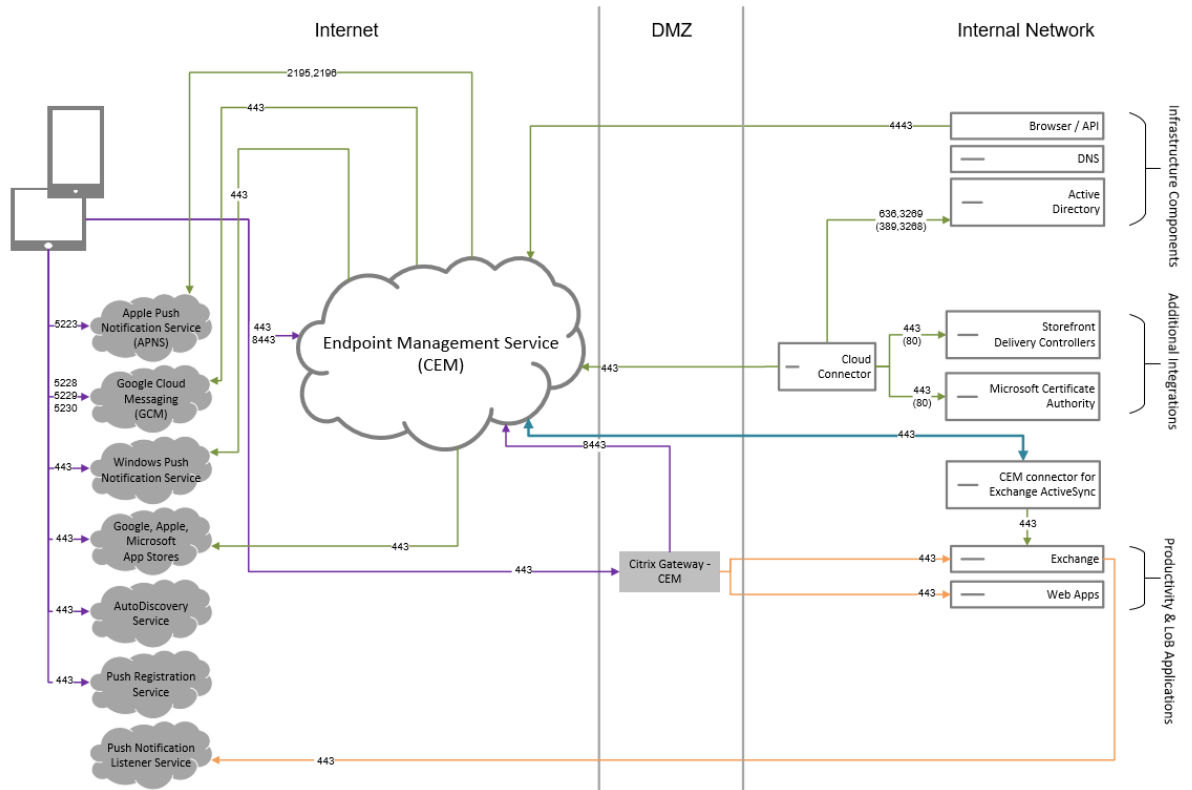 Internet
DMZ
Internal Network
2195,2196
443
443
4443
Browser / API
DNS
Active
Directory
636,3269
(389,3268)
Infrastructure Components
5223
Apple Push
Notification Service
(APNS)
443
8443
Endpoint Management Service
(CEM)
443
Cloud
Connector
443
(80)
Storefront
Delivery Controllers
443
(80)
Microsoft Certificate
Authority
Additional Integrations
5228
5229
5230
Google Cloud
Messaging
(GCM)
443
8443
443
Windows Push
Notification Service
CEM connector for
Exchange ActiveSync
443
443
Google, Apple,
Microsoft
App Stores
443
443
Citrix Gateway -
CEM
443
Exchange
443
Web Apps
Productivity & LoB Applications
443
AutoDiscovery
Service
443
Push Registration
Service
Push Notification
Listener Service
443